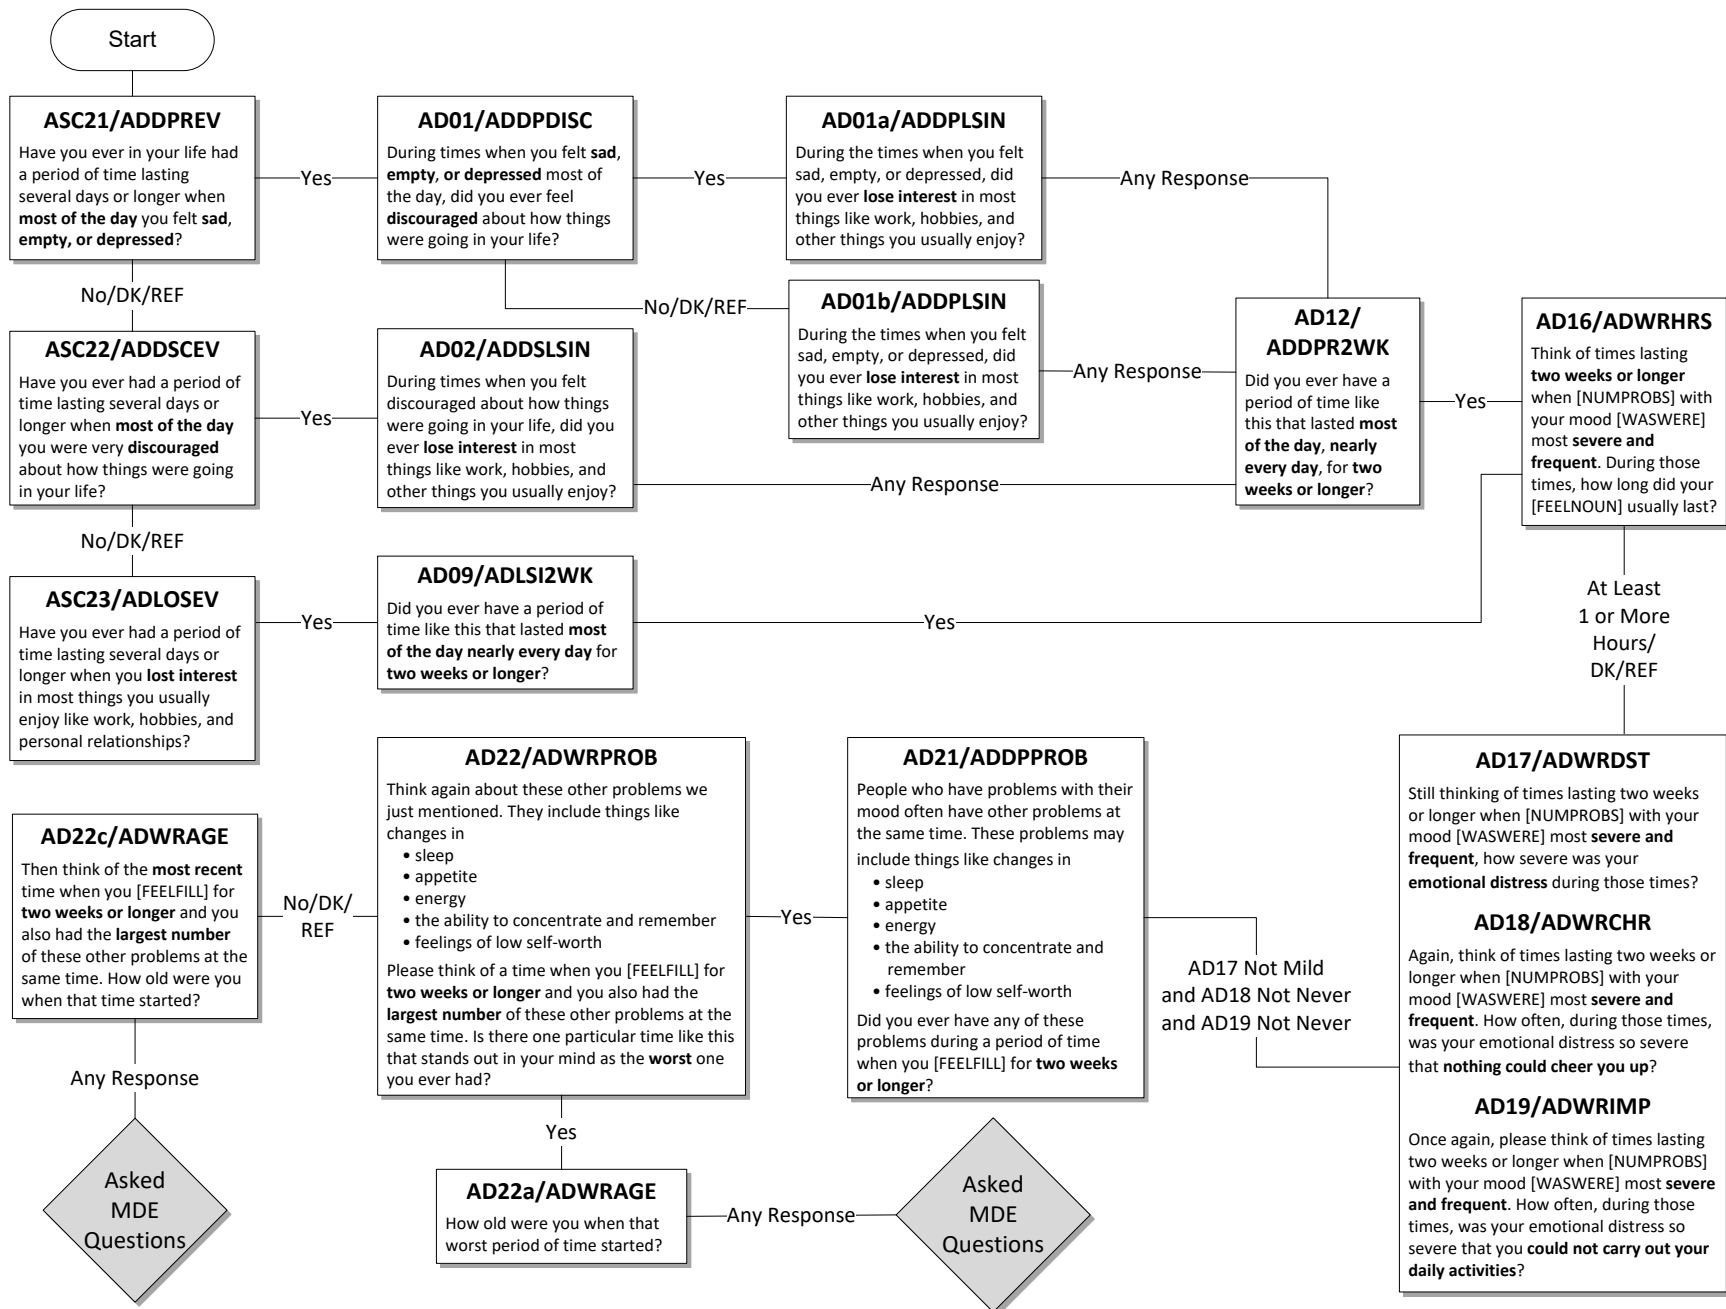 Start
ASC21/ADDPREV
Have you ever in your life had
a period of time lasting
several days or longer when
most of the day you felt sad,
empty, or depressed?
Yes
AD01/ADDPDISC
During times when you felt sad,
empty, or depressed most of
the day, did you ever feel
discouraged about how things
were going in your life?
Yes
AD01a/ADDPLSIN
During the times when you felt
sad, empty, or depressed, did
you ever lose interest in most
things like work, hobbies, and
other things you usually enjoy?
Any Response
No/DK/REF
No/DK/REF
AD01b/ADDPLSIN
During the times when you felt
sad, empty, or depressed, did
you ever lose interest in most
things like work, hobbies, and
other things you usually enjoy?
Any Response
AD12/
ADDPR2WK
Did you ever have a
period of time like
this that lasted most
of the day, nearly
every day, for two
weeks or longer?
Yes
AD16/ADWRHRS
Think of times lasting
two weeks or longer
when [NUMPROBS] with
your mood [WASWERE]
most severe and
frequent. During those
times, how long did your
[FEELNOUN] usually last?
ASC22/ADDSCEV
Have you ever had a period of
time lasting several days or
longer when most of the day
you were very discouraged
about how things were going
in your life?
Yes
AD02/ADDSLSIN
During times when you felt
discouraged about how things
were going in your life, did you
ever lose interest in most
things like work, hobbies, and
other things you usually enjoy?
Any Response
No/DK/REF
ASC23/ADLOSEV
Have you ever had a period of
time lasting several days or
longer when you lost interest
in most things you usually
enjoy like work, hobbies, and
personal relationships?
Yes
AD09/ADLSI2WK
Did you ever have a period of
time like this that lasted most
of the day nearly every day for
two weeks or longer?
Yes
At Least
1 or More
Hours/
DK/REF
AD17/ADWRDST
Still thinking of times lasting two weeks
or longer when [NUMPROBS] with your
mood [WASWERE] most severe and
frequent, how severe was your
emotional distress during those times?
AD18/ADWRCHR
Again, think of times lasting two weeks or
longer when [NUMPROBS] with your
mood [WASWERE] most severe and
frequent. How often, during those times,
was your emotional distress so severe
that nothing could cheer you up?
AD19/ADWRIMP
Once again, please think of times lasting
two weeks or longer when [NUMPROBS]
with your mood [WASWERE] most severe
and frequent. How often, during those
times, was your emotional distress so
severe that you could not carry out your
daily activities?
AD17 Not Mild
and AD18 Not Never
and AD19 Not Never
AD21/ADDPPROB
People who have problems with their
mood often have other problems at
the same time. These problems may
include things like changes in
• sleep
• appetite
• energy
• the ability to concentrate and
remember
• feelings of low self-worth
Did you ever have any of these
problems during a period of time
when you [FEELFILL] for two weeks
or longer?
Yes
AD22/ADWRPROB
Think again about these other problems we
just mentioned. They include things like
changes in
• sleep
• appetite
• energy
• the ability to concentrate and remember
• feelings of low self-worth
Please think of a time when you [FEELFILL] for
two weeks or longer and you also had the
largest number of these other problems at the
same time. Is there one particular time like this
that stands out in your mind as the worst one
you ever had?
No/DK/
REF
AD22c/ADWRAGE
Then think of the most recent
time when you [FEELFILL] for
two weeks or longer and you
also had the largest number
of these other problems at the
same time. How old were you
when that time started?
Any Response
Asked
MDE
Questions
Yes
AD22a/ADWRAGE
How old were you when that
worst period of time started?
Any Response
Asked
MDE
Questions